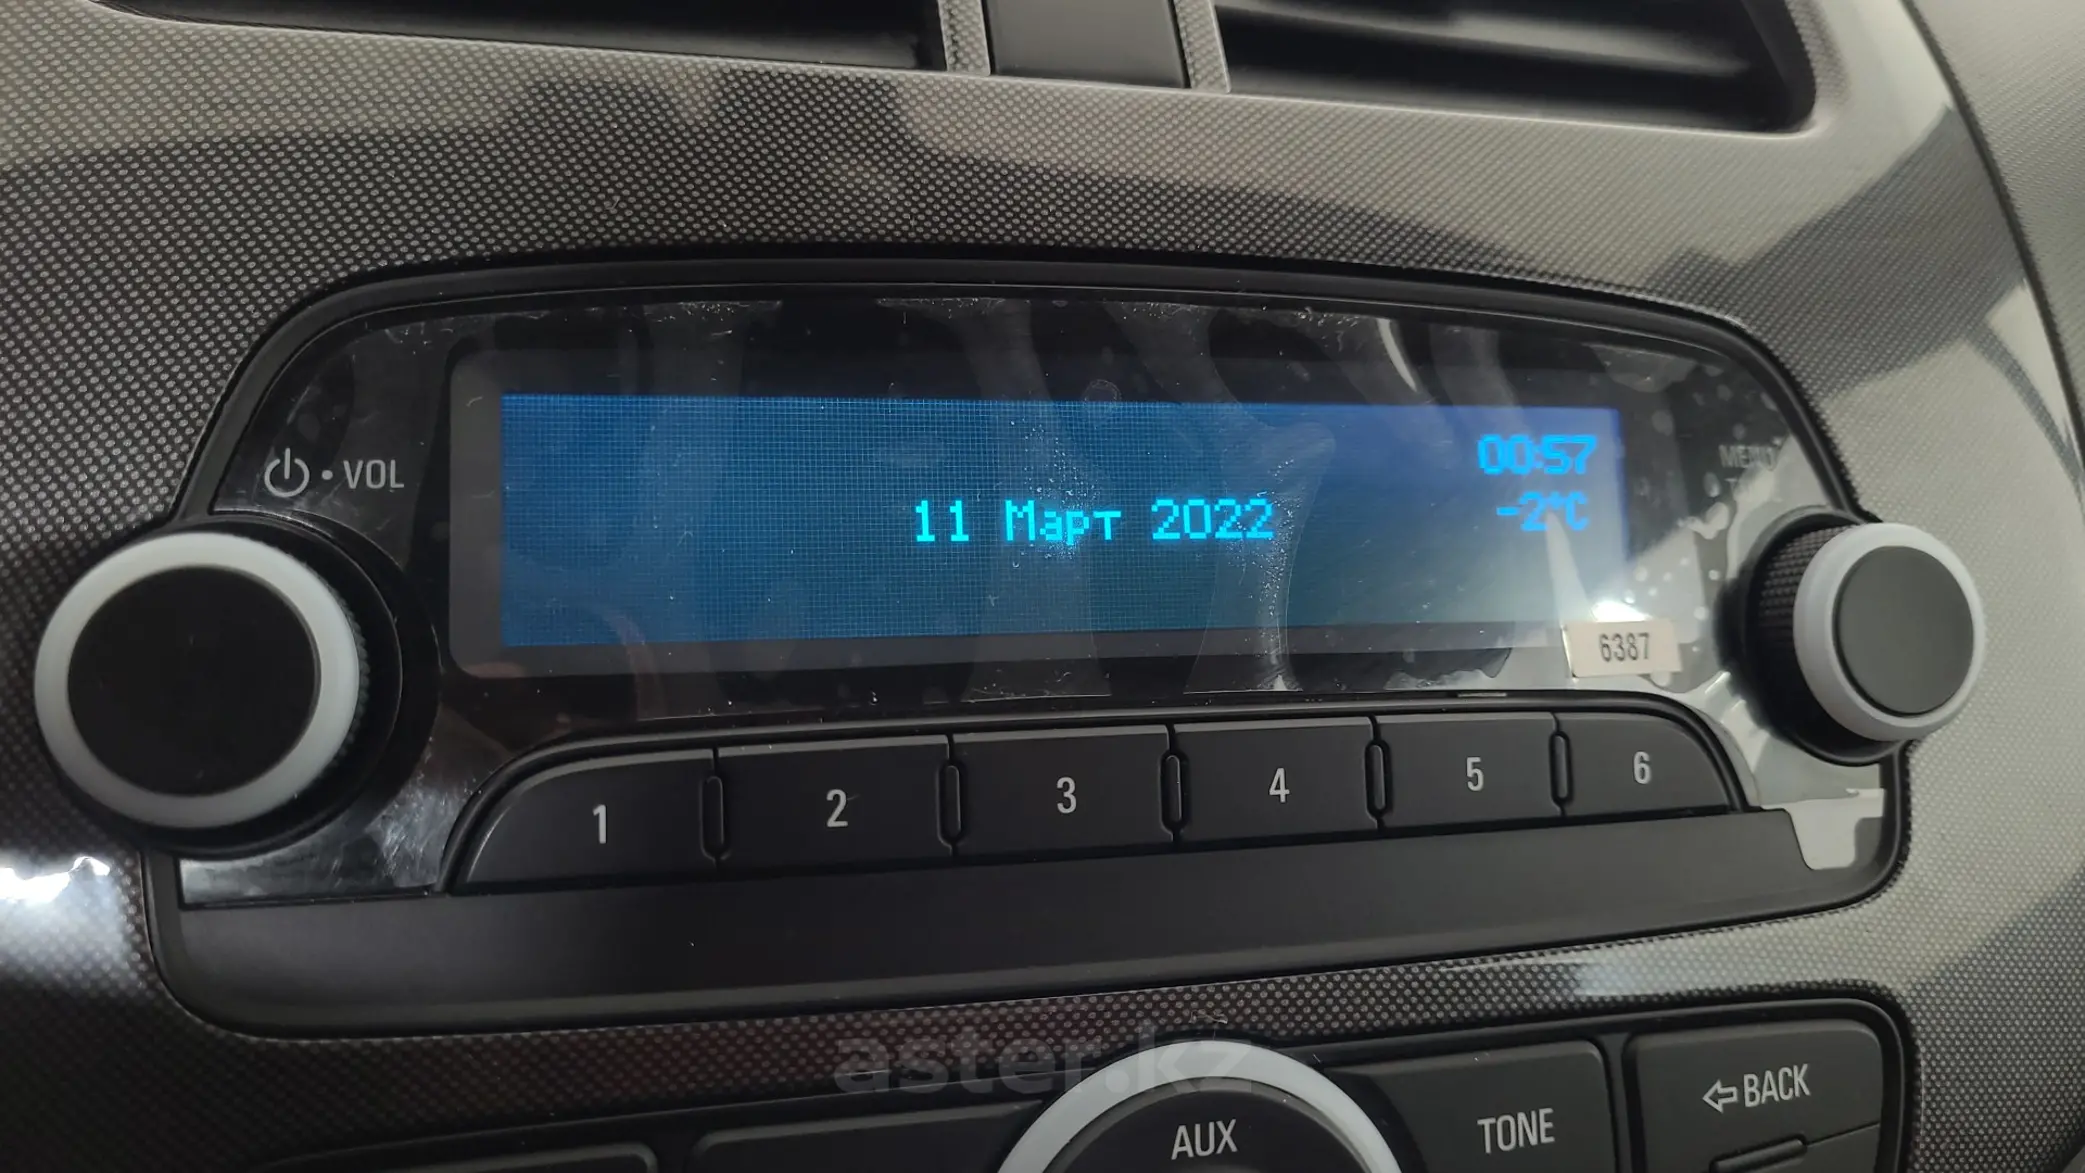 00:57
VOL
MENU
11 Март 2022
-2°C
6387
1
2
3
4
5
6
aster.kz
AUX
TONE
BACK